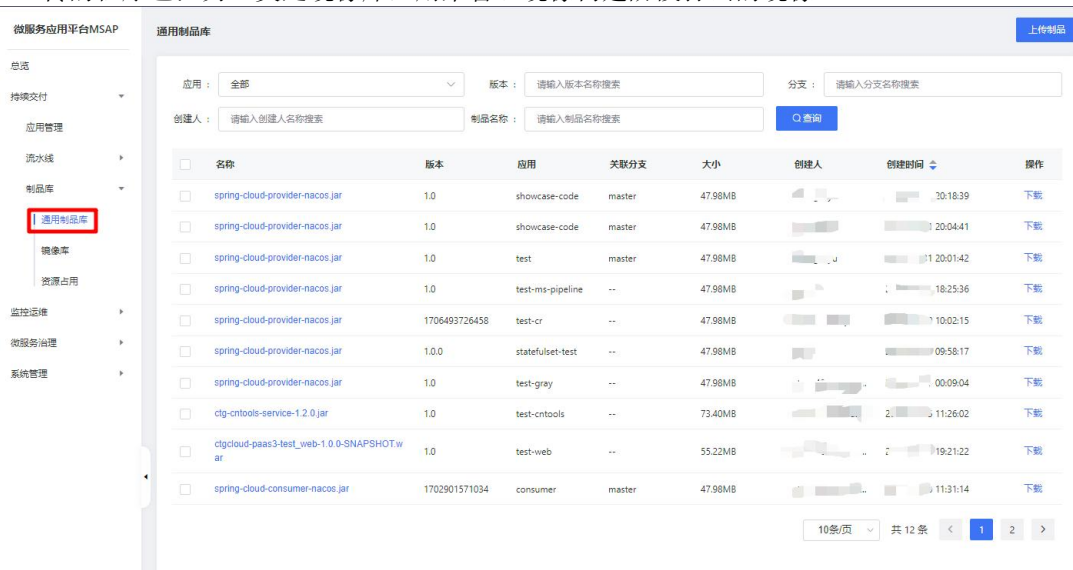 微服务应用平台MSAP
通用制品库
上传制品
总览
持续交付
应用管理
流水线
制品库
通用制品库
镜像库
资源占用
监控运维
微服务治理
系统管理
应用 : 全部 版本 : 请输入版本名称搜索 分支 : 请输入分支名称搜索
创建人 : 请输入创建人名称搜索 制品名称 : 请输入制品名称搜索 查询
名称 版本 应用 关联分支 大小 创建人 创建时间 操作
spring-cloud-provider-nacos.jar 1.0 showcase-code master 47.98MB 20:18:39 下载
spring-cloud-provider-nacos.jar 1.0 showcase-code master 47.98MB 20:04:41 下载
spring-cloud-provider-nacos.jar 1.0 test master 47.98MB 20:01:42 下载
spring-cloud-provider-nacos.jar 1.0 test-ms-pipeline -- 47.98MB 18:25:36 下载
spring-cloud-provider-nacos.jar 1706493726458 test-cr -- 47.98MB 10:02:15 下载
spring-cloud-provider-nacos.jar 1.0.0 statefulset-test -- 47.98MB 09:58:17 下载
spring-cloud-provider-nacos.jar 1.0 test-gray -- 47.98MB 00:09:04 下载
ctg-cntools-service-1.2.0.jar 1.0 test-cntools -- 73.40MB 11:26:02 下载
ctgcloud-paas3-test_web-1.0.0-SNAPSHOT.w
ar 1.0 test-web -- 55.22MB 19:21:22 下载
spring-cloud-consumer-nacos.jar 1702901571034 consumer master 47.98MB 11:31:14 下载
10条/页 共 12 条 < 1 2 >